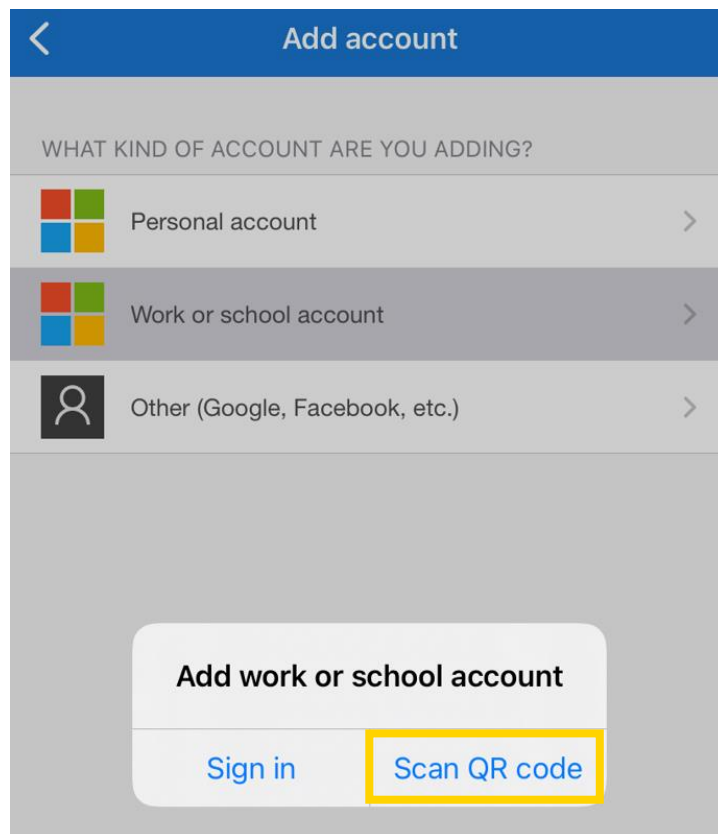 Add account
WHAT KIND OF ACCOUNT ARE YOU ADDING?
Personal account
Work or school account
Other (Google, Facebook, etc.)
Add work or school account
Sign in
Scan QR code